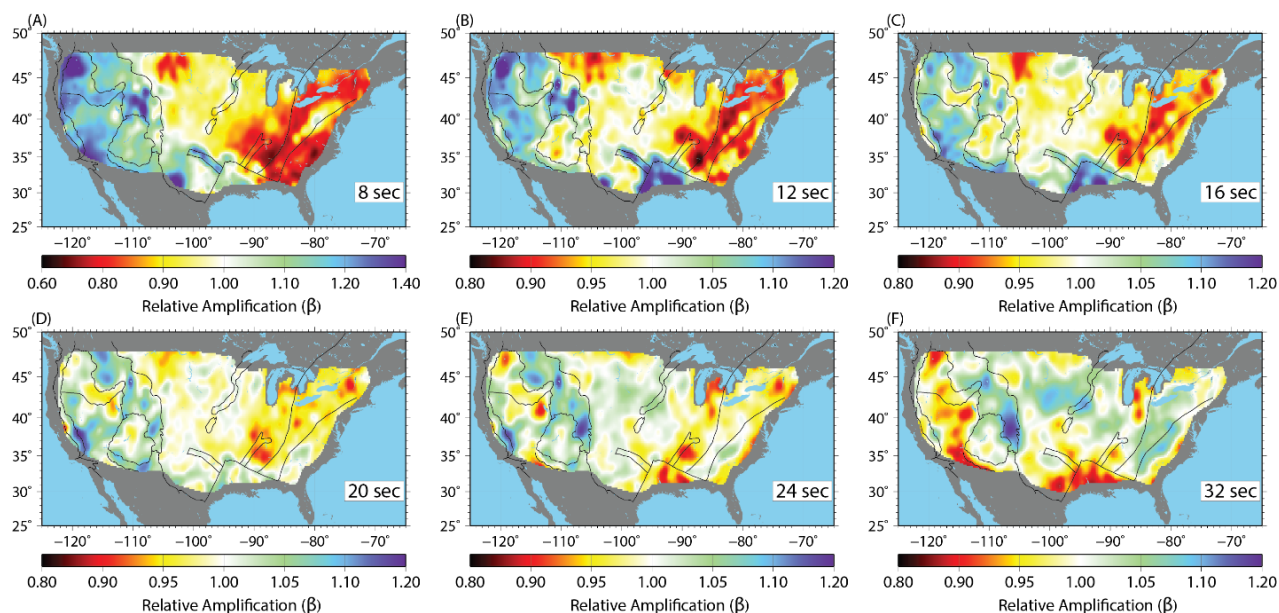 (A) (B) (C)
50° 50° 50°
45° 45° 45°
40° 40° 40°
35° 35° 35°
30° 30° 30°
8 sec 12 sec 16 sec
25° 25° 25°
−120° −110° −100° −90° −80° −70° −120° −110° −100° −90° −80° −70° −120° −110° −100° −90° −80° −70°
0.60 0.80 0.90 1.00 1.10 1.20 1.40 0.80 0.90 0.95 1.00 1.05 1.10 1.20 0.80 0.90 0.95 1.00 1.05 1.10 1.20
Relative Amplification (β) Relative Amplification (β) Relative Amplification (β)
(D) (E) (F)
50° 50° 50°
45° 45° 45°
40° 40° 40°
35° 35° 35°
30° 30° 30°
20 sec 24 sec 32 sec
25° 25° 25°
−120° −110° −100° −90° −80° −70° −120° −110° −100° −90° −80° −70° −120° −110° −100° −90° −80° −70°
0.80 0.90 0.95 1.00 1.05 1.10 1.20 0.80 0.90 0.95 1.00 1.05 1.10 1.20 0.80 0.90 0.95 1.00 1.05 1.10 1.20
Relative Amplification (β) Relative Amplification (β) Relative Amplification (β)